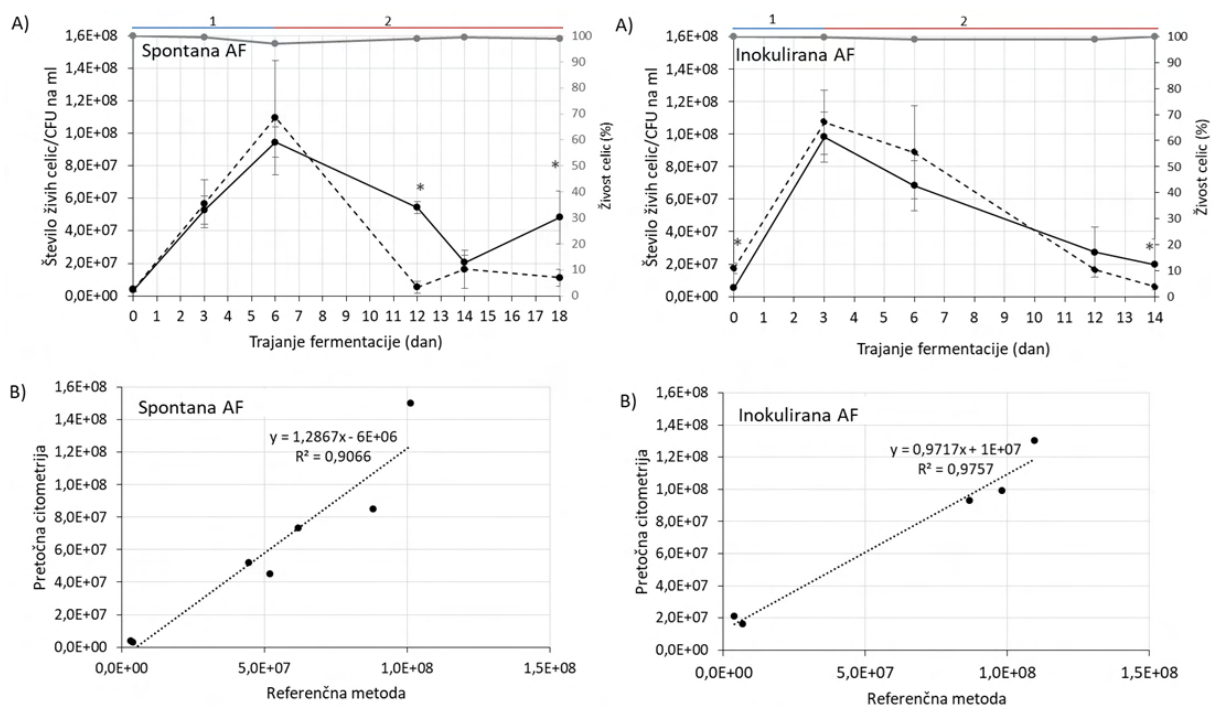 A)
1
2
Spontana AF
Število živih celic/CFU na ml
1,6E+08
1,4E+08
1,2E+08
1,0E+08
8,0E+07
6,0E+07
4,0E+07
2,0E+07
0,0E+00
100
90
80
70
60
50
40
30
20
10
0
Živost celic (%)
*
*
0 1 2 3 4 5 6 7 8 9 10 11 12 13 14 15 16 17 18
Trajanje fermentacije (dan)
A)
1
2
Inokulirana AF
Število živih celic/CFU na ml
1,6E+08
1,4E+08
1,2E+08
1,0E+08
8,0E+07
6,0E+07
4,0E+07
2,0E+07
0,0E+00
100
90
80
70
60
50
40
30
20
10
0
Živost celic (%)
*
*
0 1 2 3 4 5 6 7 8 9 10 11 12 13 14
Trajanje fermentacije (dan)
B)
Spontana AF
y = 1,2867x - 6E+06
R² = 0,9066
Pretočna citometrija
1,6E+08
1,4E+08
1,2E+08
1,0E+08
8,0E+07
6,0E+07
4,0E+07
2,0E+07
0,0E+00
0,0E+00 5,0E+07 1,0E+08 1,5E+08
Referenčna metoda
B)
Inokulirana AF
y = 0,9717x + 1E+07
R² = 0,9757
Pretočna citometrija
1,6E+08
1,4E+08
1,2E+08
1,0E+08
8,0E+07
6,0E+07
4,0E+07
2,0E+07
0,0E+00
0,0E+00 5,0E+07 1,0E+08 1,5E+08
Referenčna metoda